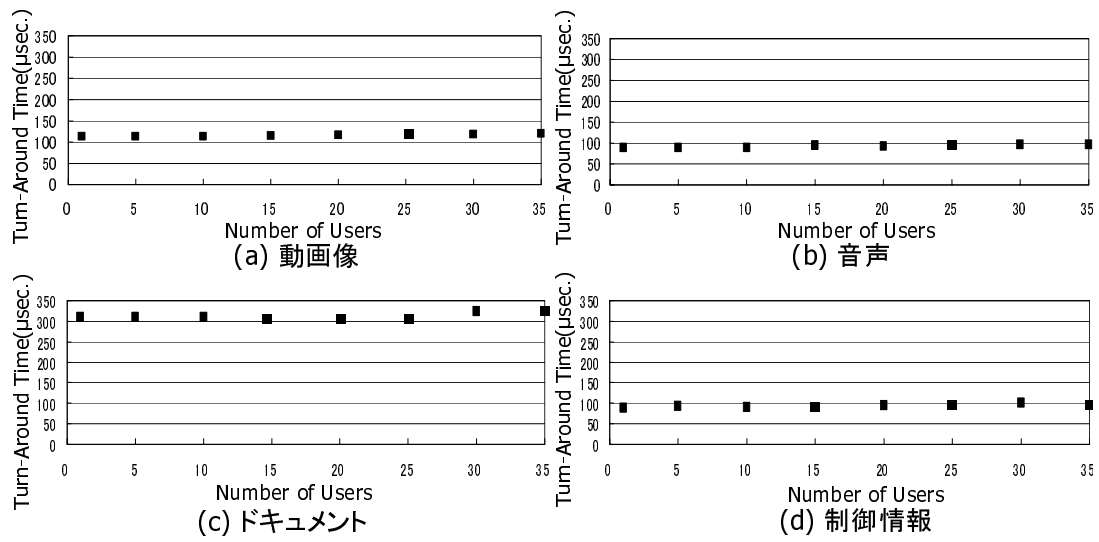 Turn-Around Time(μsec.)
350
300
250
200
150
100
50
0
0 5 10 15 20 25 30 35
Number of Users
(a) 動画像
Turn-Around Time(μsec.)
350
300
250
200
150
100
50
0
0 5 10 15 20 25 30 35
Number of Users
(b) 音声
Turn-Around Time(μsec.)
350
300
250
200
150
100
50
0
0 5 10 15 20 25 30 35
Number of Users
(c) ドキュメント
Turn-Around Time(μsec.)
350
300
250
200
150
100
50
0
0 5 10 15 20 25 30 35
Number of Users
(d) 制御情報